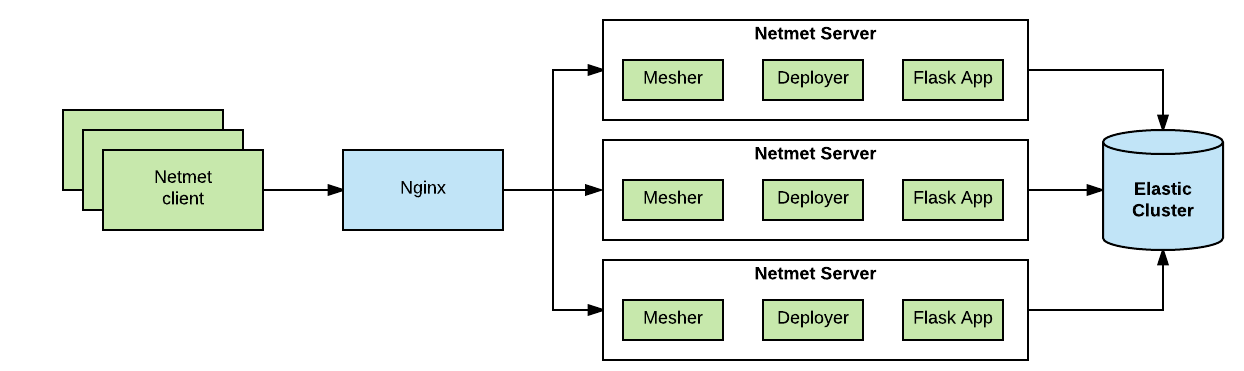 Netmet
client
Nginx
Netmet Server
Mesher
Deployer
Flask App
Netmet Server
Mesher
Deployer
Flask App
Netmet Server
Mesher
Deployer
Flask App
Elastic
Cluster